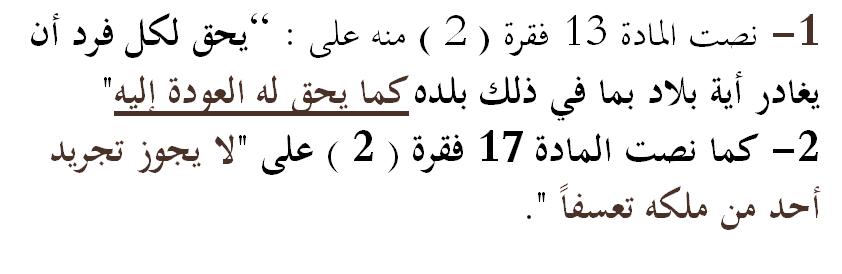 1- نصت المادة 13 فقرة ( 2 ) منه على : “يحق لكل فرد أن
يغادر أية بلاد بما في ذلك بلده كما يحق له العودة إليه"
2- كما نصت المادة 17 فقرة ( 2 ) على "لا يجوز تجريد
أحد من ملكه تعسفاً ".